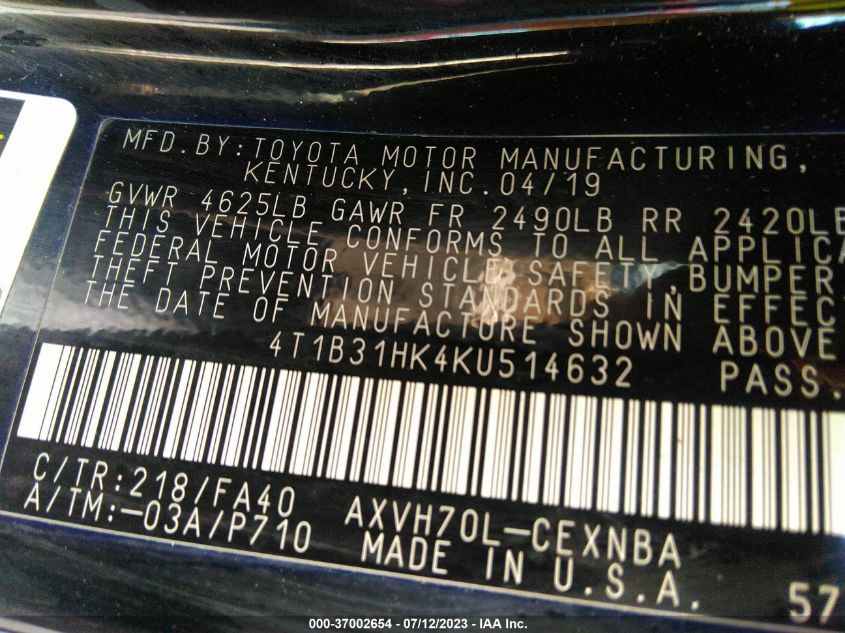 MFD.BY:TOYOTA MOTOR MANUFACTURING,
KENTUCKY,INC.04/19
GVWR 4625LB GAWR FR 2490LB RR 2420LB
THIS VEHICLE CONFORMS TO ALL APPLICA
FEDERAL MOTOR VEHICLE SAFETY,BUMPER
THEFT PREVENTION STANDARDS IN EFFEC
THE DATE OF MANUFACTURE SHOWN ABOVE
4T1B31HK4KU514632 PASS.
C/TR:218/FA40 AXVH70L-CEXNBA
A/TM:-03A/P710 MADE IN U.S.A. 57
000-37002654 - 07/12/2023 - IAA Inc.